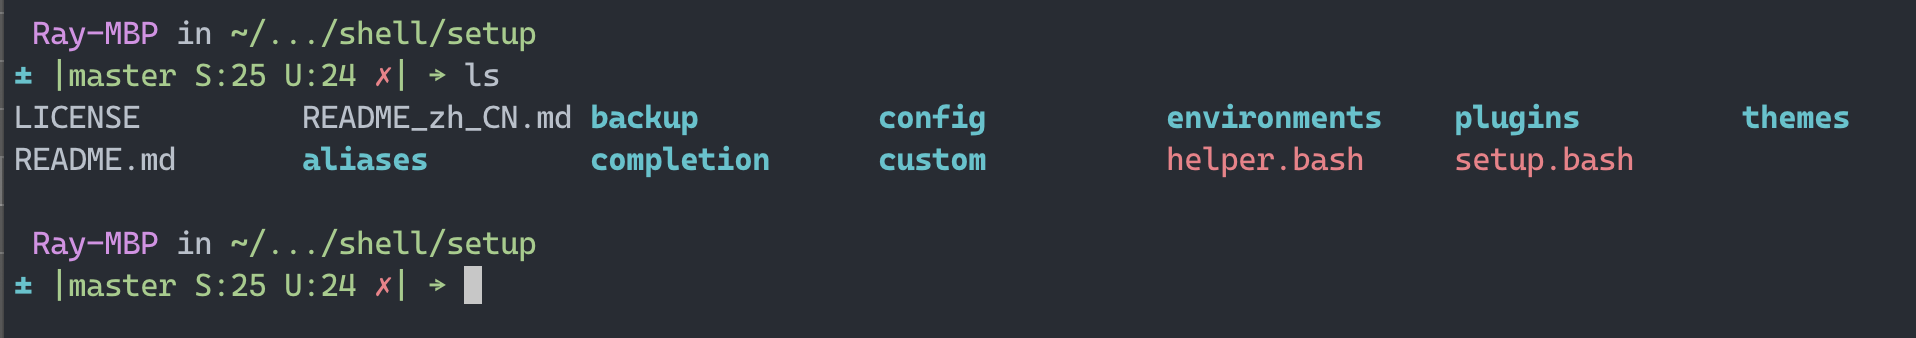 Ray-MBP in ~/.../shell/setup
± |master S:25 U:24 ✗| → ls
LICENSE README_zh_CN.md backup config environments plugins themes
README.md aliases completion custom helper.bash setup.bash
Ray-MBP in ~/.../shell/setup
± |master S:25 U:24 ✗| →